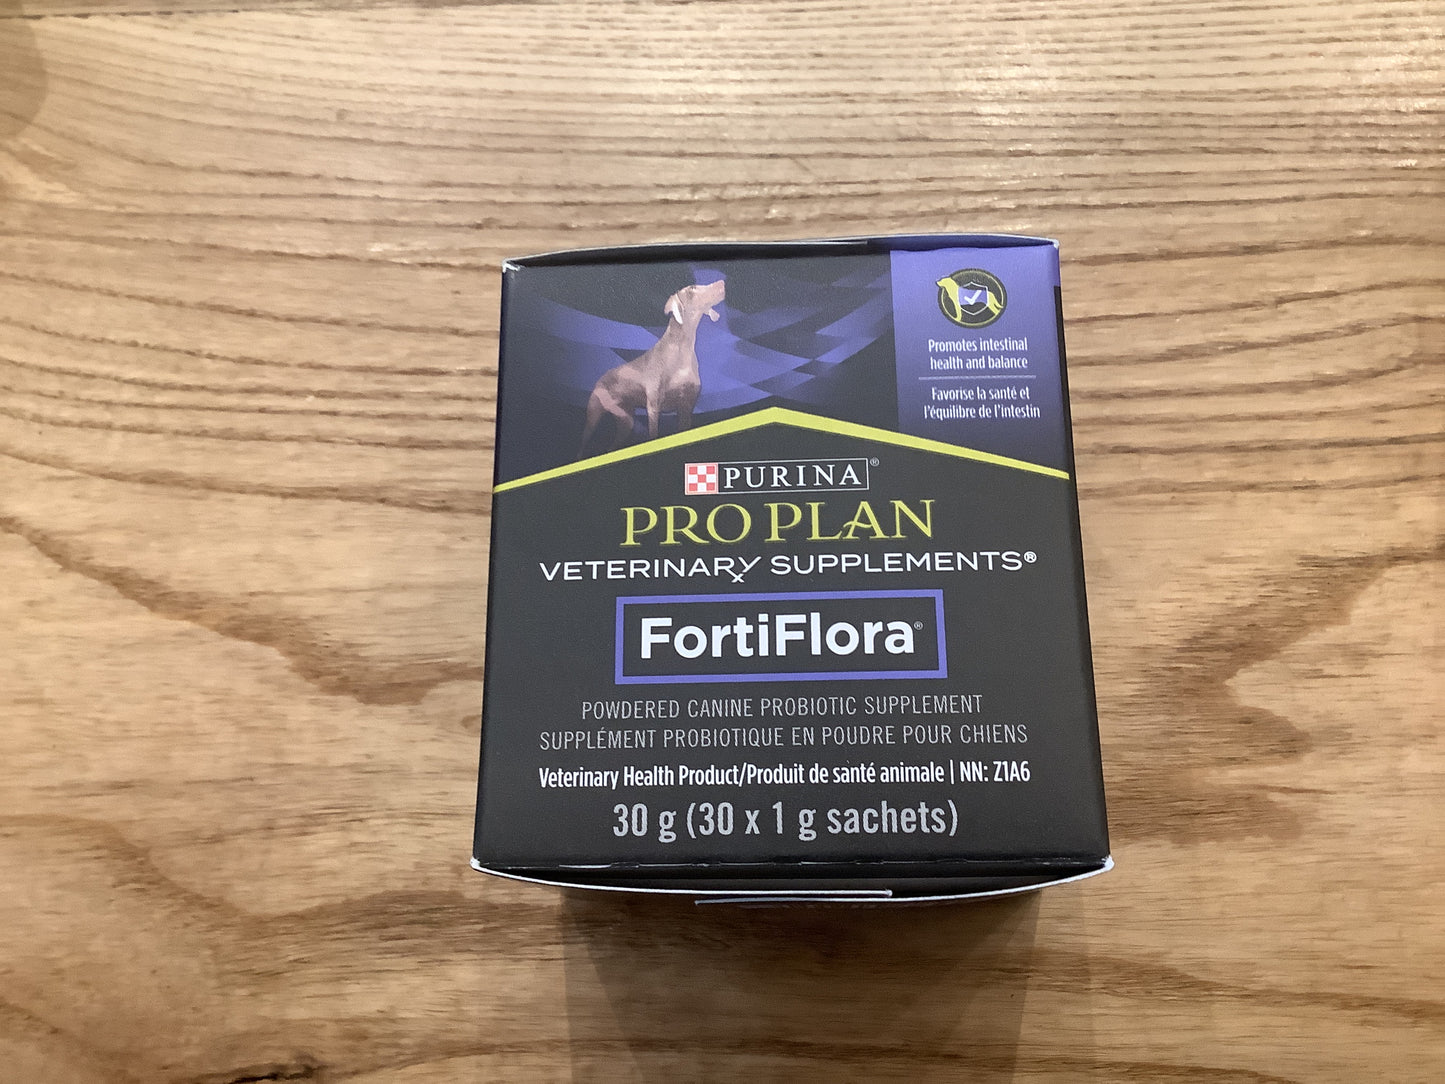 Promotes intestinal
health and balance
Favorise la santé et
l'équilibre de l'intestin
PURINA®
PRO PLAN
VETERINARY SUPPLEMENTS®
FortiFlora®
POWDERED CANINE PROBIOTIC SUPPLEMENT
SUPPLÉMENT PROBIOTIQUE EN POUDRE POUR CHIENS
Veterinary Health Product/Produit de santé animale | NN: Z1A6
30 g (30 x 1 g sachets)